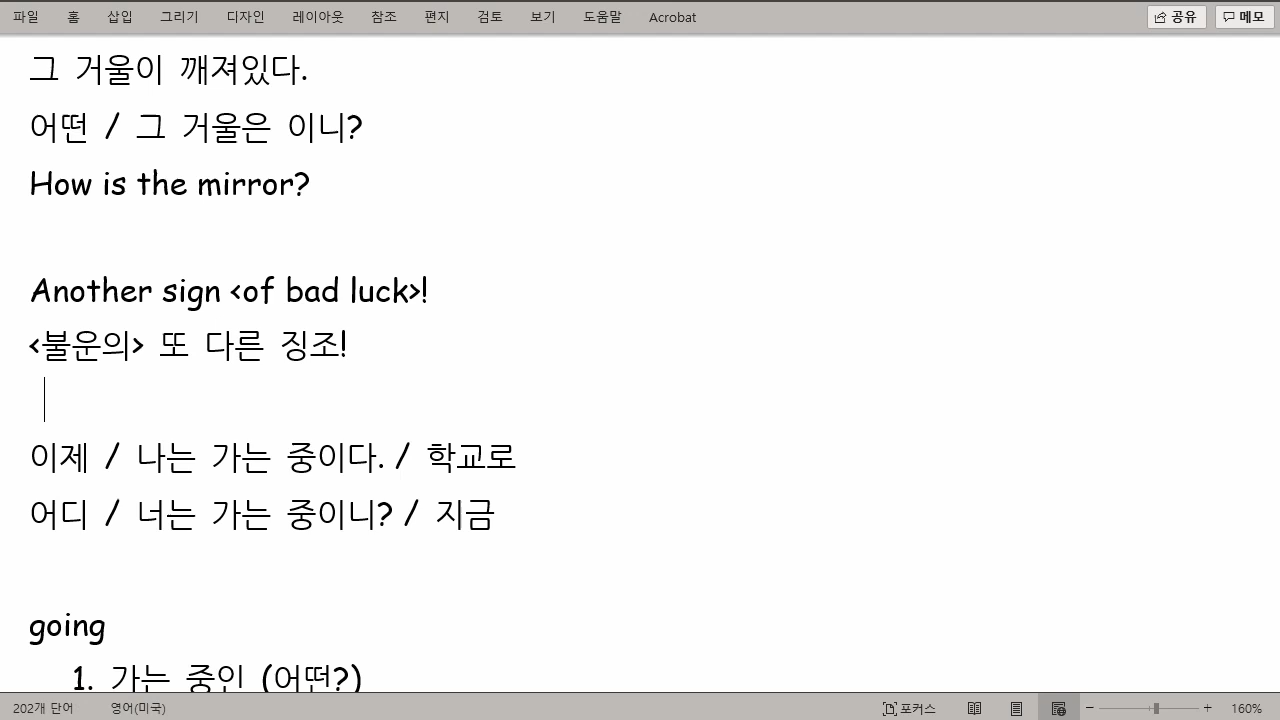 파일 홈 삽입 그리기 디자인 레이아웃 참조 편지 검토 보기 도움말 Acrobat 공유 메모
그 거울이 깨져있다.
어떤 / 그 거울은 이니?
How is the mirror?
Another sign <of bad luck>!
<불운의> 또 다른 징조!
이제 / 나는 가는 중이다. / 학교로
어디 / 너는 가는 중이니? / 지금
going
1. 가는 중인 (어떤?)
202개 단어 영어(미국) 포커스 160%